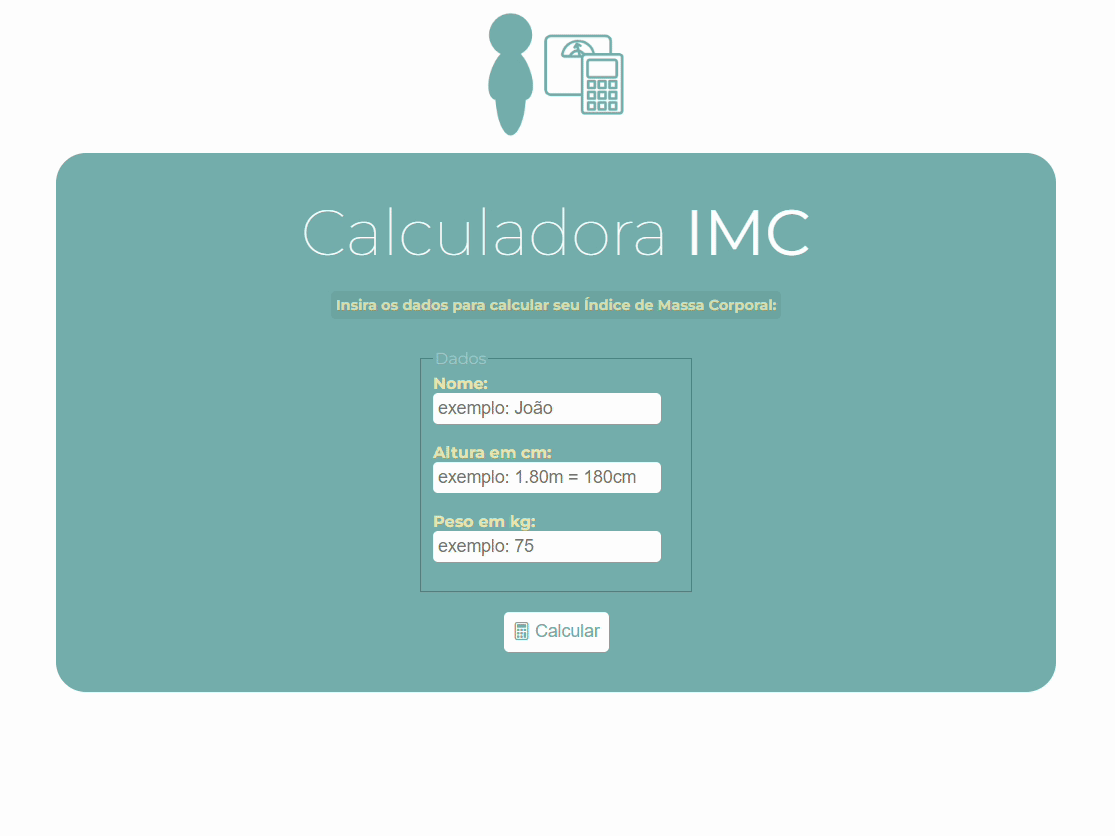 Calculadora IMC
Insira os dados para calcular seu Índice de Massa Corporal:
Dados
Nome:
exemplo: João
Altura em cm:
exemplo: 1.80m = 180cm
Peso em kg:
exemplo: 75
Calcular